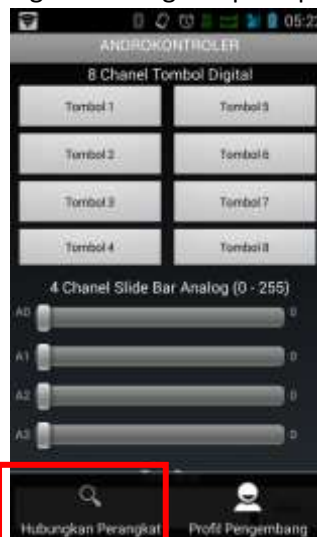 05:22
ANDROKONTROLER
8 Chanel Tombol Digital
Tombol 1 Tombol 5
Tombol 2 Tombol 6
Tombol 3 Tombol 7
Tombol 4 Tombol 8
4 Chanel Slide Bar Analog (0 - 255)
A0 0
A1 0
A2 0
A3 0
Hubungkan Perangkat Profil Pengembang